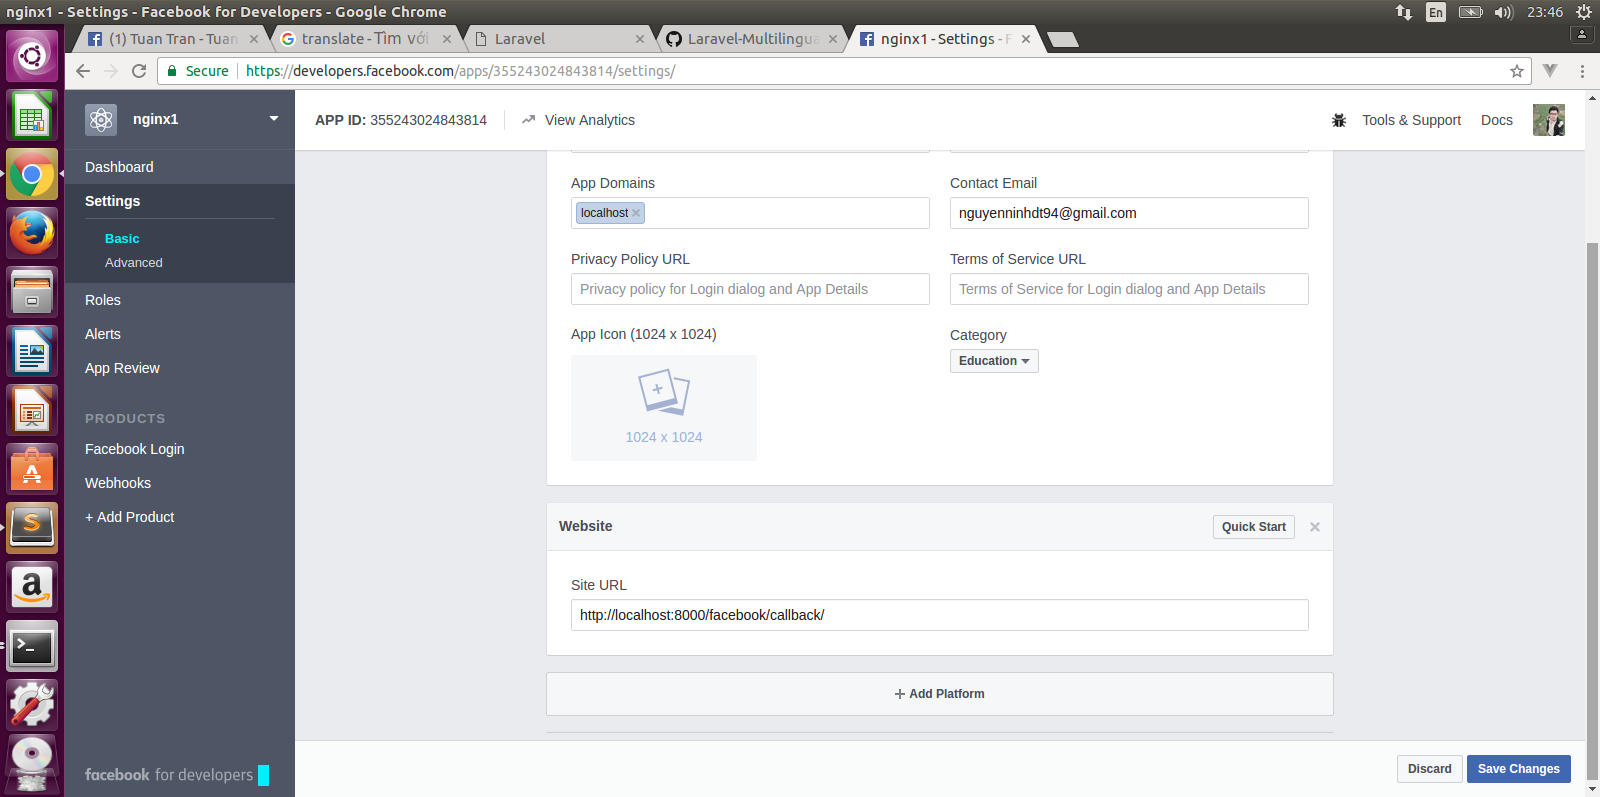 nginx1 - Settings - Facebook for Developers - Google Chrome
En
23:46
(1) Tuan Tran - Tuan
translate - Tìm với
Laravel
Laravel-Multilingua
nginx1 - Settings - F
Secure
https://developers.facebook.com/apps/355243024843814/settings/
nginx1
APP ID: 355243024843814
View Analytics
Tools & Support
Docs
Dashboard
Settings
Basic
Advanced
Roles
Alerts
App Review
PRODUCTS
Facebook Login
Webhooks
+ Add Product
facebook for developers
App Domains
Contact Email
localhost
nguyenninhdt94@gmail.com
Privacy Policy URL
Terms of Service URL
Privacy policy for Login dialog and App Details
Terms of Service for Login dialog and App Details
App Icon (1024 x 1024)
Category
Education
1024 x 1024
Website
Quick Start
Site URL
http://localhost:8000/facebook/callback/
+ Add Platform
Discard
Save Changes